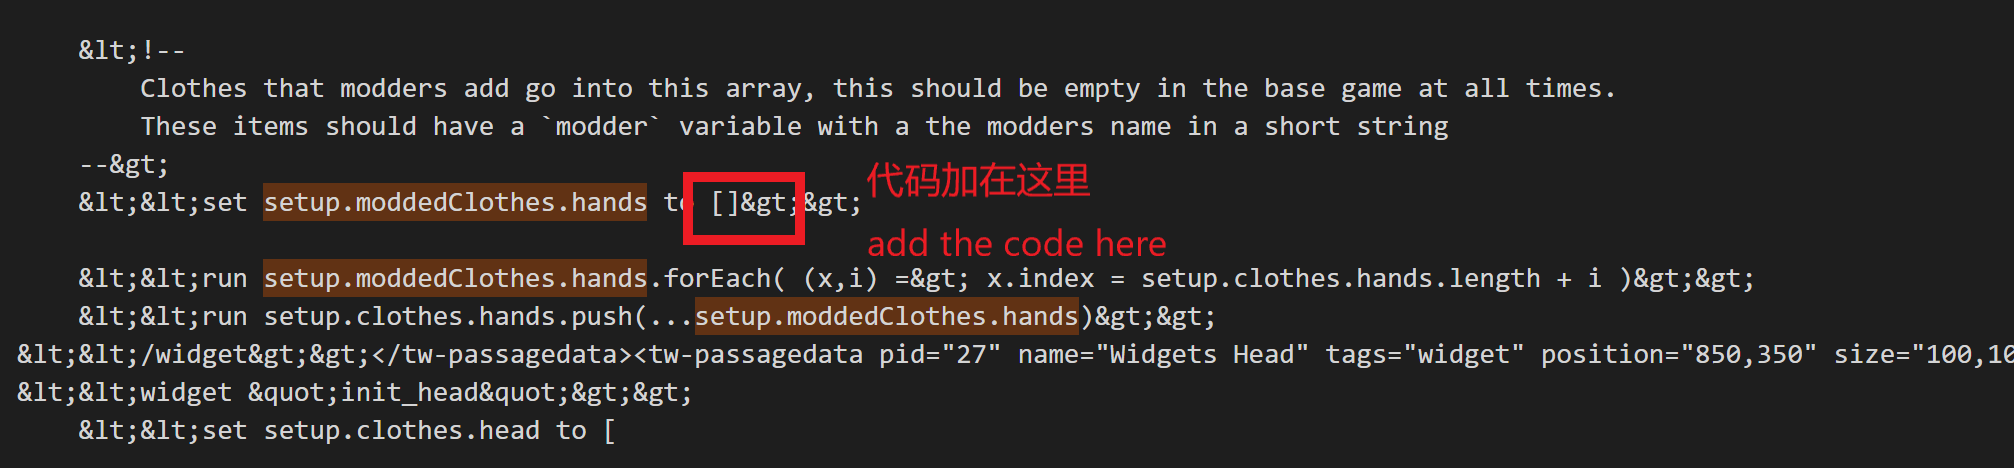 &lt;!--
Clothes that modders add go into this array, this should be empty in the base game at all times.
These items should have a `modder` variable with a the modders name in a short string
--&gt;
代码加在这里
&lt;&lt;set setup.moddedClothes.hands to []&gt;&gt;
add the code here
&lt;&lt;run setup.moddedClothes.hands.forEach( (x,i) =&gt; x.index = setup.clothes.hands.length + i )&gt;&gt;
&lt;&lt;run setup.clothes.hands.push(...setup.moddedClothes.hands)&gt;&gt;
&lt;&lt;/widget&gt;&gt;</tw-passagedata><tw-passagedata pid="27" name="Widgets Head" tags="widget" position="850,350" size="100,10
&lt;&lt;widget &quot;init_head&quot;&gt;&gt;
&lt;&lt;set setup.clothes.head to [